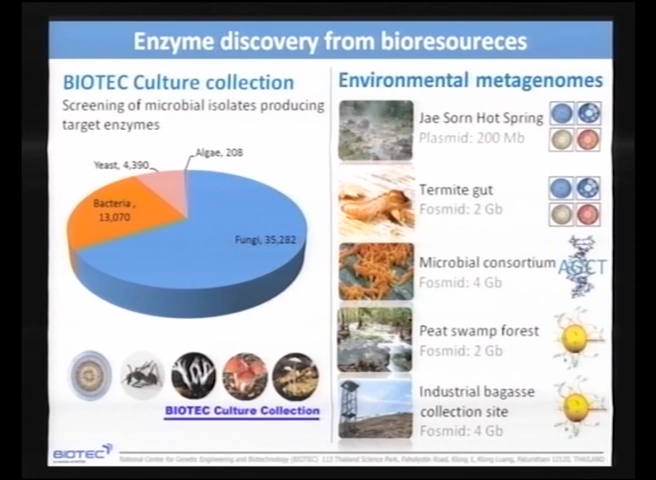 Enzyme discovery from bioresoureces
BIOTEC Culture collection
Screening of microbial isolates producing
target enzymes
Algae, 208
Yeast, 4,390
Bacteria ,
13,070
Fungi, 35,282
BIOTEC Culture Collection
Environmental metagenomes
Jae Sorn Hot Spring
Plasmid: 200 Mb
Termite gut
Fosmid: 2 Gb
Microbial consortium
Fosmid: 4 Gb
AGCT
Peat swamp forest
Fosmid: 2 Gb
Industrial bagasse
collection site
Fosmid: 4 Gb
BIOTEC
National Center for Genetic Engineering and Biotechnology (BIOTEC) 113 Thailand Science Park, Phahonyothin Road, Klong 1, Klong Luang, Pathumthani 12120, THAILAND